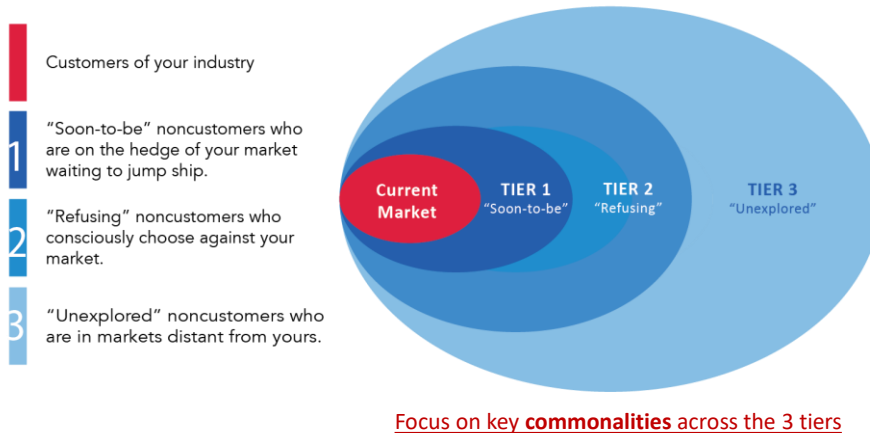 Customers of your industry
1
“Soon-to-be” noncustomers who
are on the hedge of your market
waiting to jump ship.
2
“Refusing” noncustomers who
consciously choose against your
market.
3
“Unexplored” noncustomers who
are in markets distant from yours.
Current
Market
TIER 1
“Soon-to-be”
TIER 2
“Refusing”
TIER 3
“Unexplored”
Focus on key commonalities across the 3 tiers